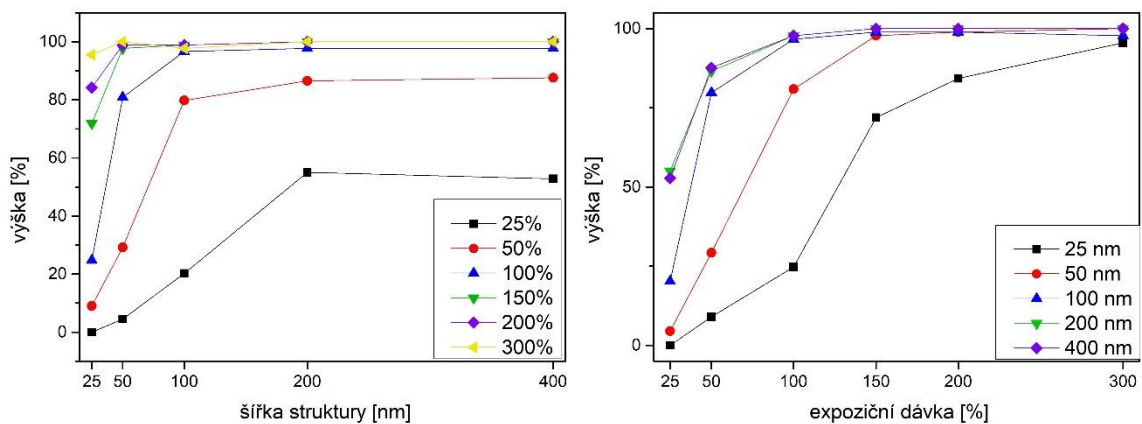 100
80
60
40
20
0
výška [%]
25%
50%
100%
150%
200%
300%
25 50 100 200 400
šířka struktury [nm]
100
50
0
výška [%]
25 nm
50 nm
100 nm
200 nm
400 nm
25 50 100 150 200 300
expoziční dávka [%]